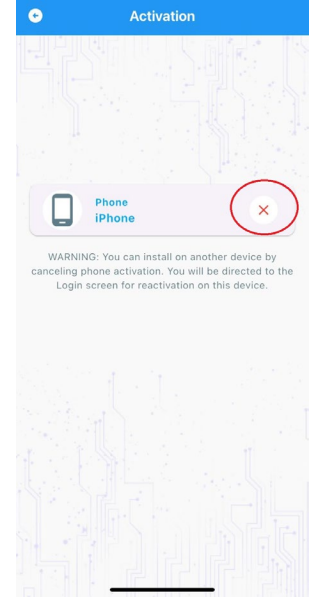 Activation
Phone
iPhone
WARNING: You can install on another device by
canceling phone activation. You will be directed to the
Login screen for reactivation on this device.